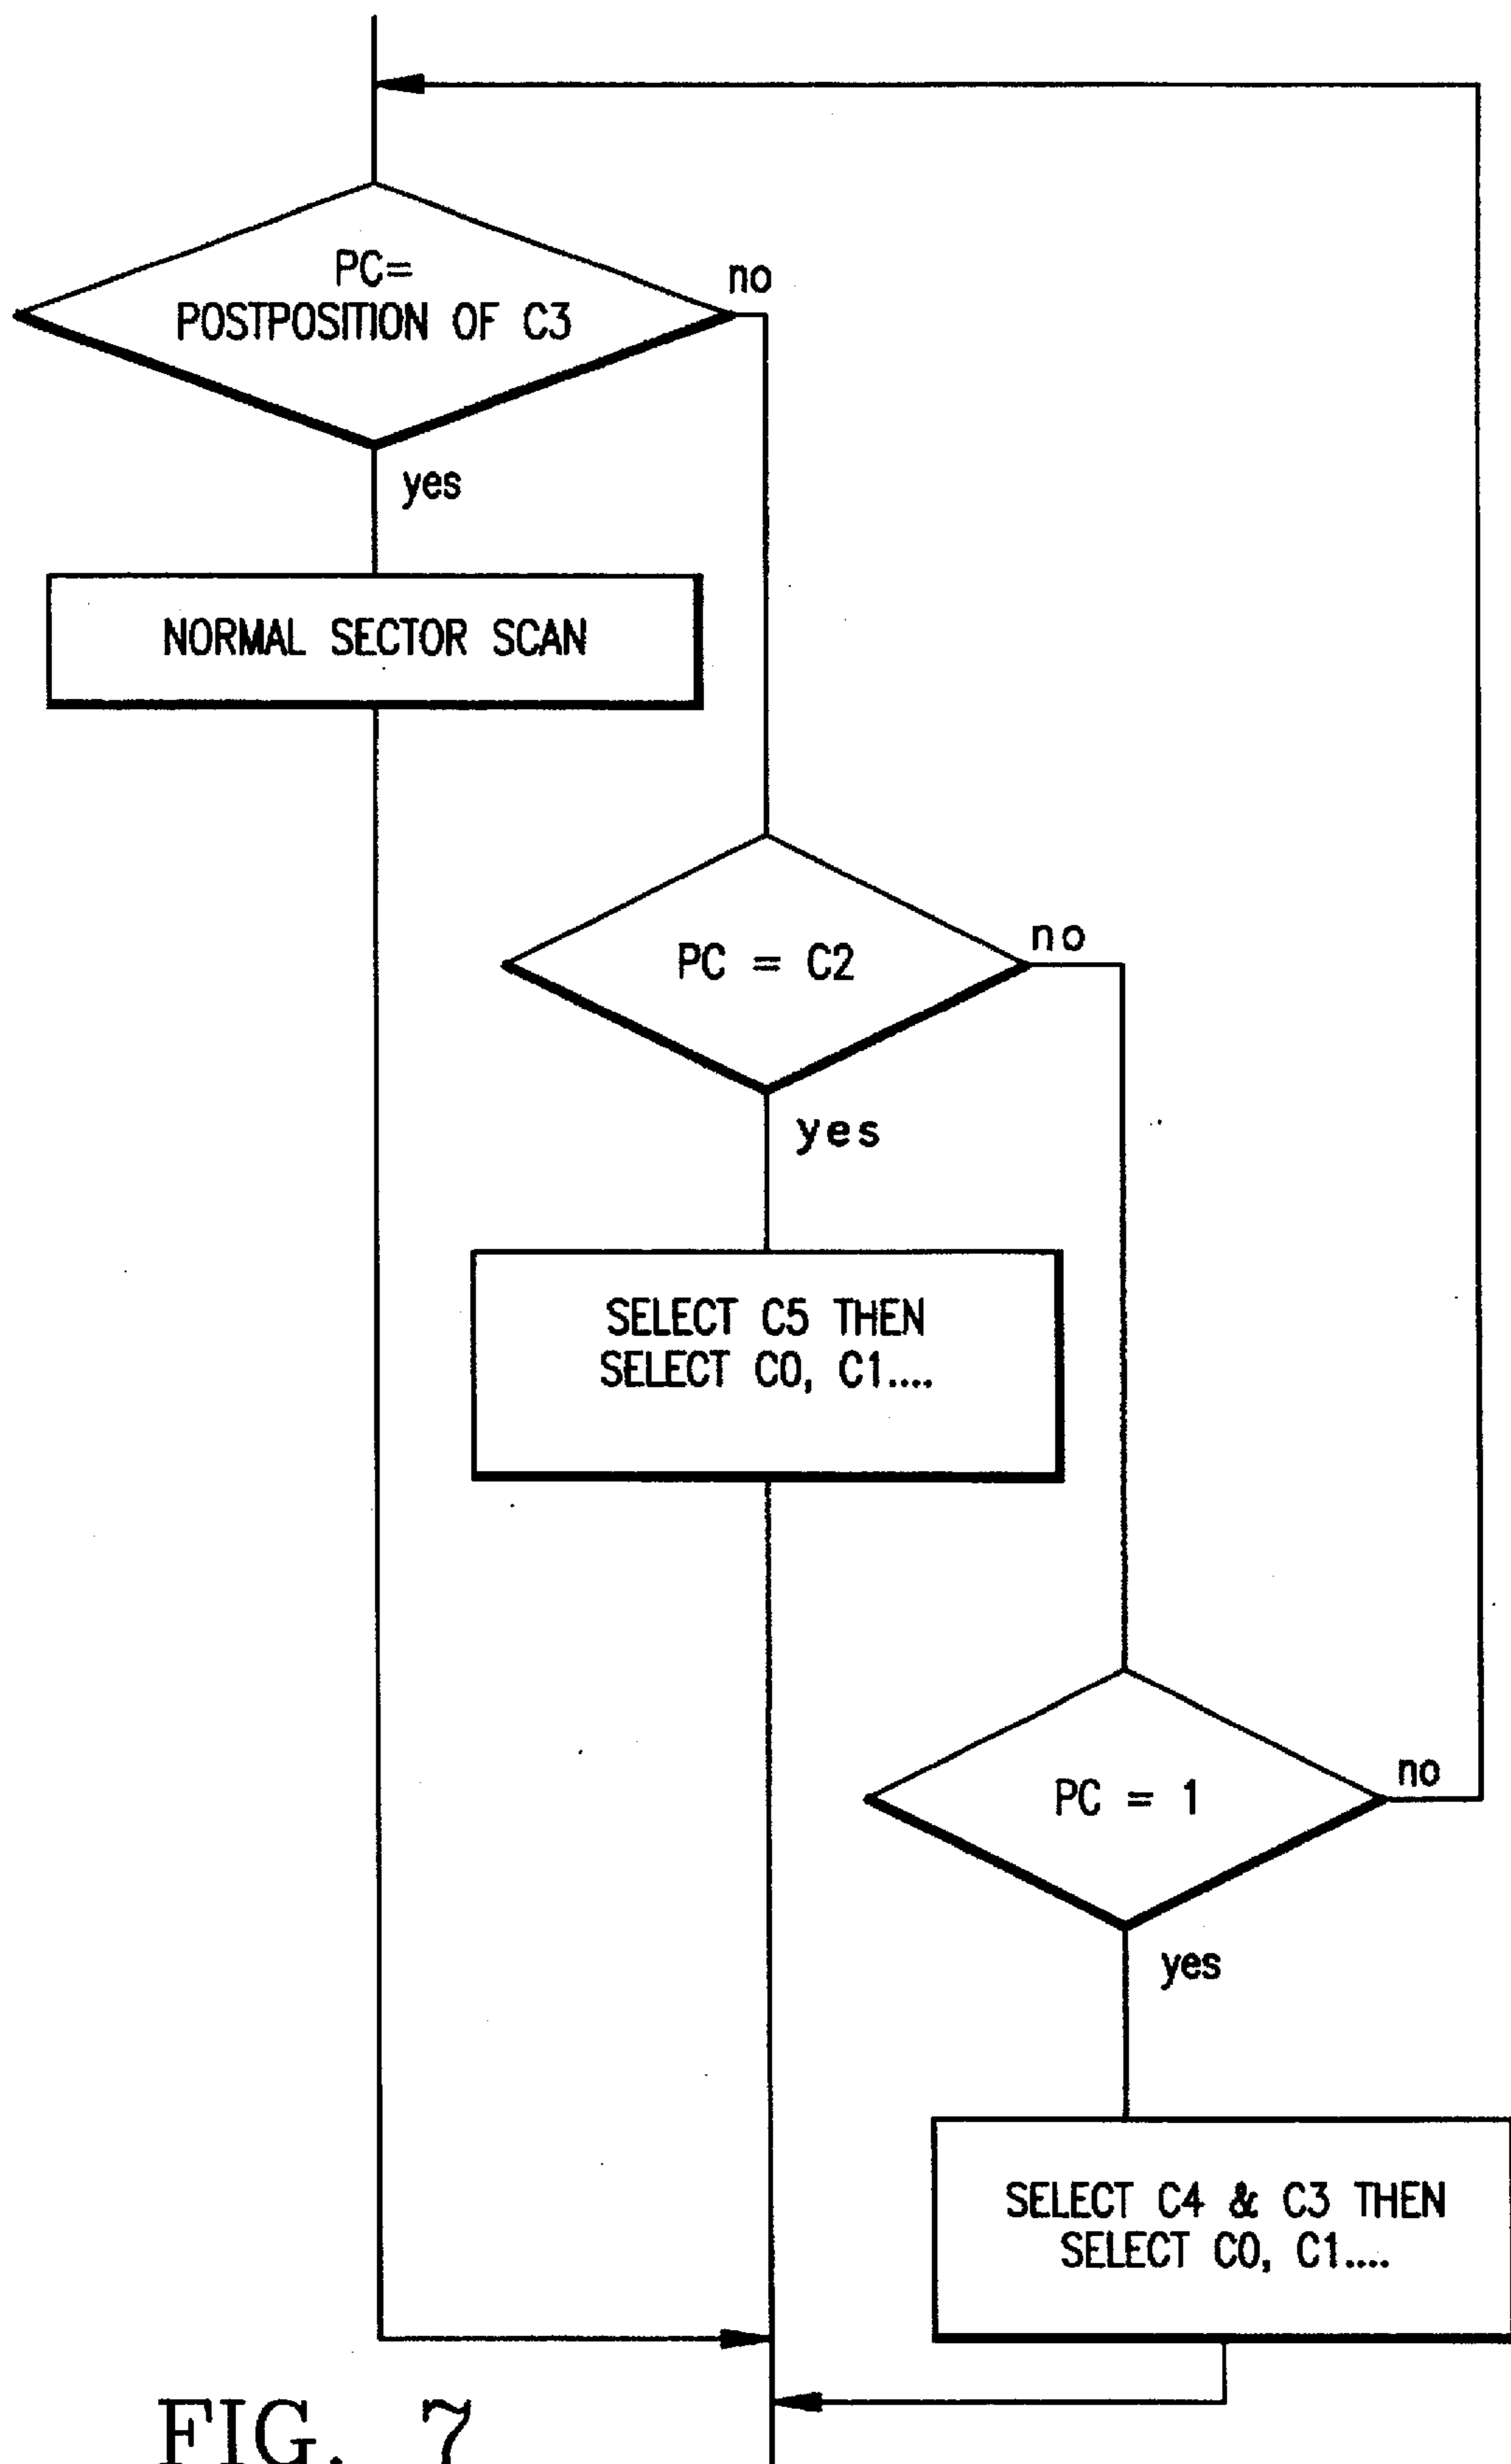 PC=
POSTPOSITION OF C3
no
yes
NORMAL SECTOR SCAN
PC = C2
no
yes
SELECT C5 THEN
SELECT C0, C1....
PC = 1
no
yes
SELECT C4 & C3 THEN
SELECT C0, C1....
FIG. 7